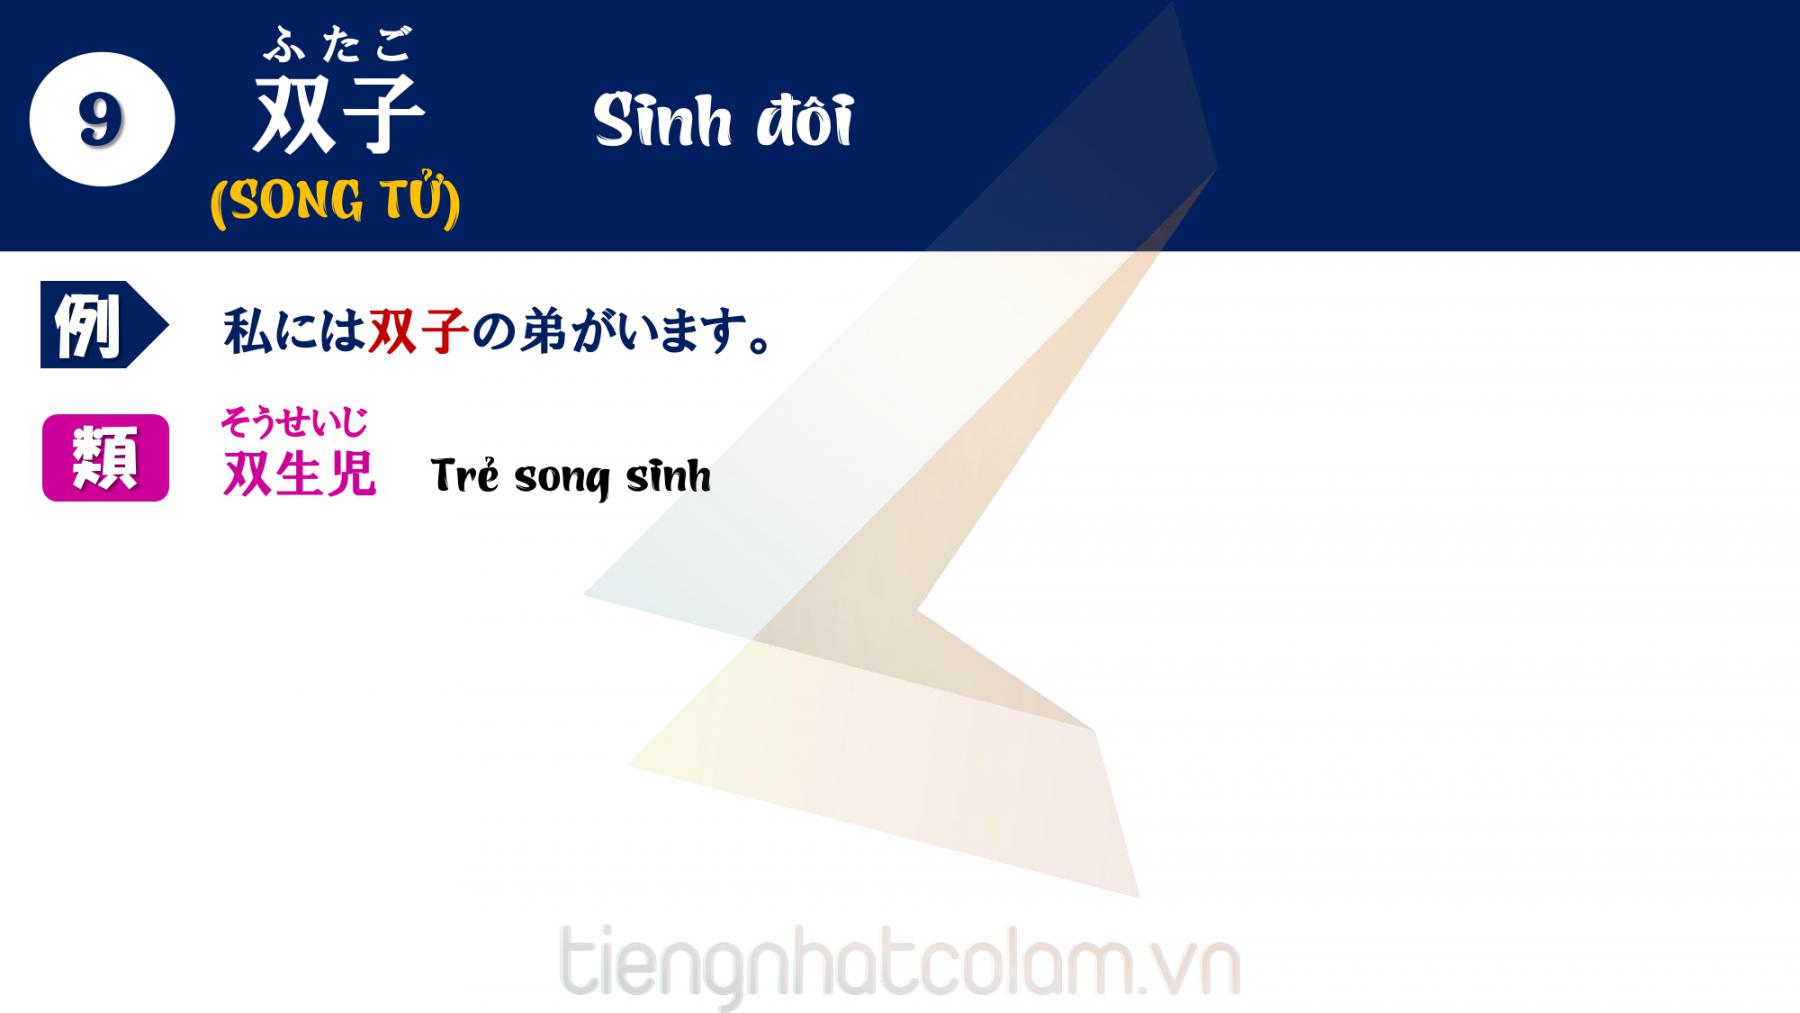 9
ふたご
双子
Sinh đôi
(SONG TỬ)
例
私には双子の弟がいます。
類
そうせいじ
双生児
Trẻ song sinh
tiengnhatcolam.vn